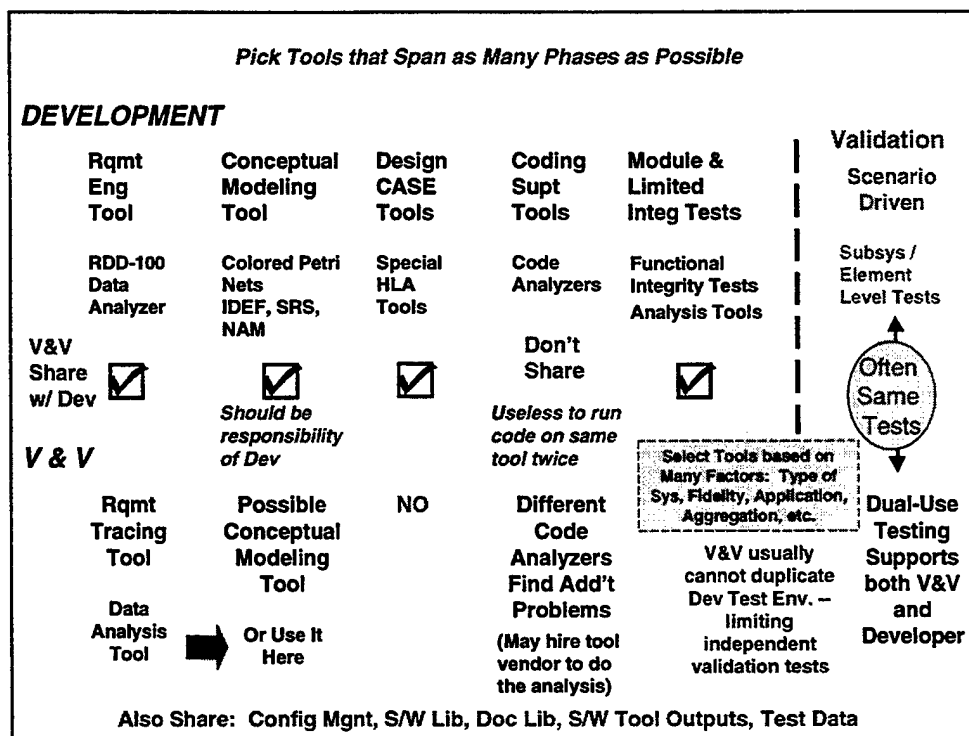 Pick Tools that Span as Many Phases as Possible
DEVELOPMENT
Rqmt
Eng
Tool
Conceptual
Modeling
Tool
Design
CASE
Tools
Coding
Supt
Tools
Module &
Limited
Integ Tests
Validation
Scenario
Driven
RDD-100
Data
Analyzer
Colored Petri
Nets
IDEF, SRS,
NAM
Special
HLA
Tools
Code
Analyzers
Functional
Integrity Tests
Analysis Tools
Subsys /
Element
Level Tests
V&V
Share
w/ Dev
Don't
Share
Often
Same
Tests
Should be
responsibility
of Dev
Useless to run
code on same
tool twice
V & V
Select Tools based on
Many Factors: Type of
Sys, Fidelity, Application,
Aggregation, etc.
Rqmt
Tracing
Tool
Possible
Conceptual
Modeling
Tool
NO
Different
Code
Analyzers
Find Add't
Problems
(May hire tool
vendor to do
the analysis)
V&V usually
cannot duplicate
Dev Test Env. –
limiting
independent
validation tests
Dual-Use
Testing
Supports
both V&V
and
Developer
Data
Analysis
Tool
Or Use It
Here
Also Share: Config Mgnt, S/W Lib, Doc Lib, S/W Tool Outputs, Test Data